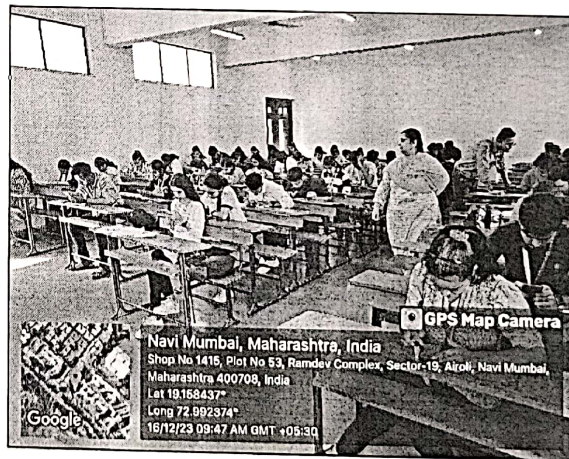 GPS Map Camera
Navi Mumbai, Maharashtra, India
Shop No 1415, Plot No 53, Ramdev Complex, Sector-19, Airoli, Navi Mumbai,
Maharashtra 400708, India
Lat 19.158437°
Long 72.992374°
16/12/23 09:47 AM GMT +05:30
Google